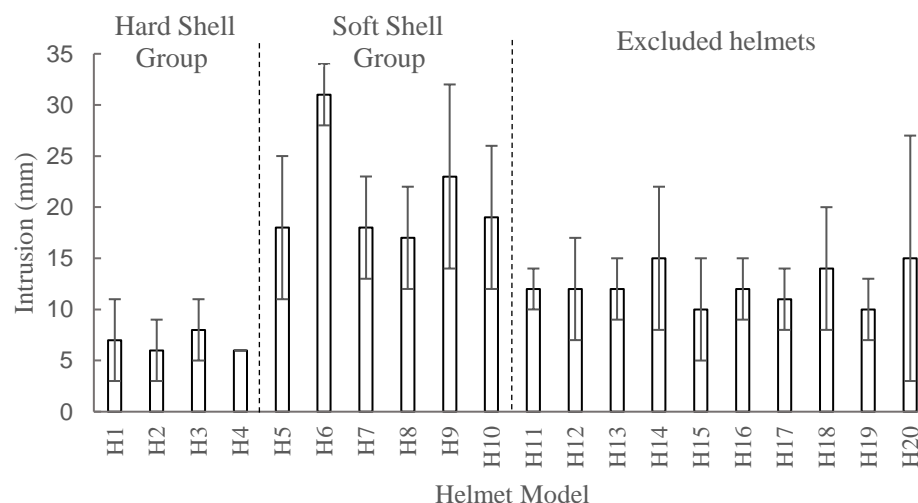 Hard Shell
Group
Soft Shell
Group
Excluded helmets
35
30
25
20
15
10
5
0
Intrusion (mm)
H1
H2
H3
H4
H5
H6
H7
H8
H9
H10
H11
H12
H13
H14
H15
H16
H17
H18
H19
H20
Helmet Model